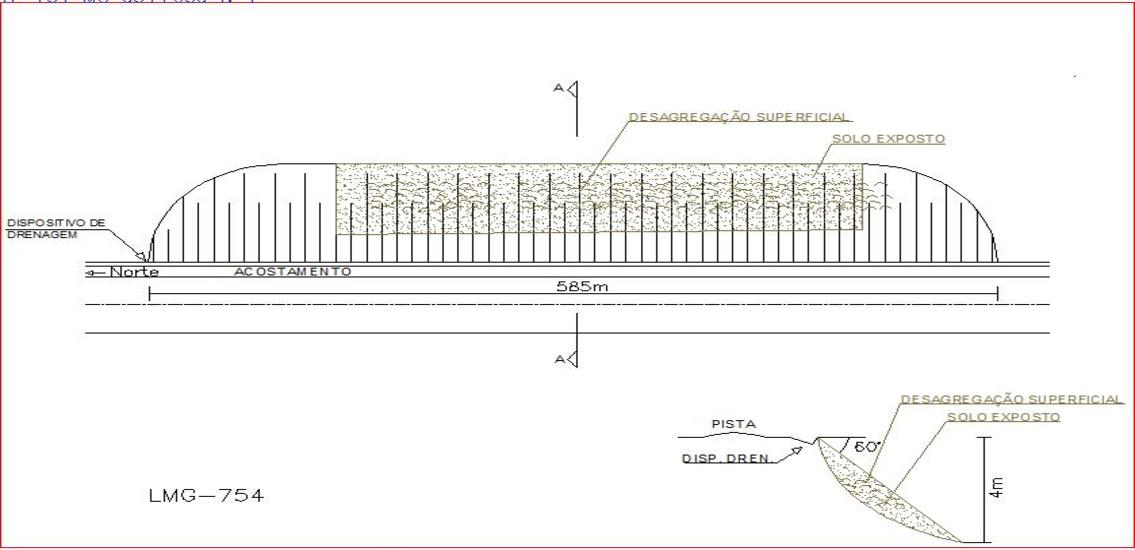 A
DESAGREGAÇÃO SUPERFICIAL
SOLO EXPOSTO
DISPOSITIVO DE
DRENAGEM
← Norte
ACOSTAMENTO
585m
A
DESAGREGAÇÃO SUPERFICIAL
SOLO EXPOSTO
PISTA
60°
DISP. DREN.
4m
LMG-754